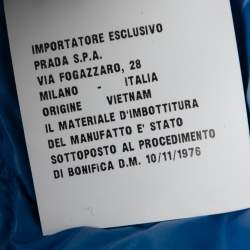 IMPORTATORE ESCLUSIVO
PRADA S.P.A.
VIA FOGAZZARO, 28
MILANO - ITALIA
ORIGINE VIETNAM
IL MATERIALE D'IMBOTTITURA
DEL MANUFATTO E' STATO
SOTTOPOSTO AL PROCEDIMENTO
DI BONIFICA D.M. 10/11/1976